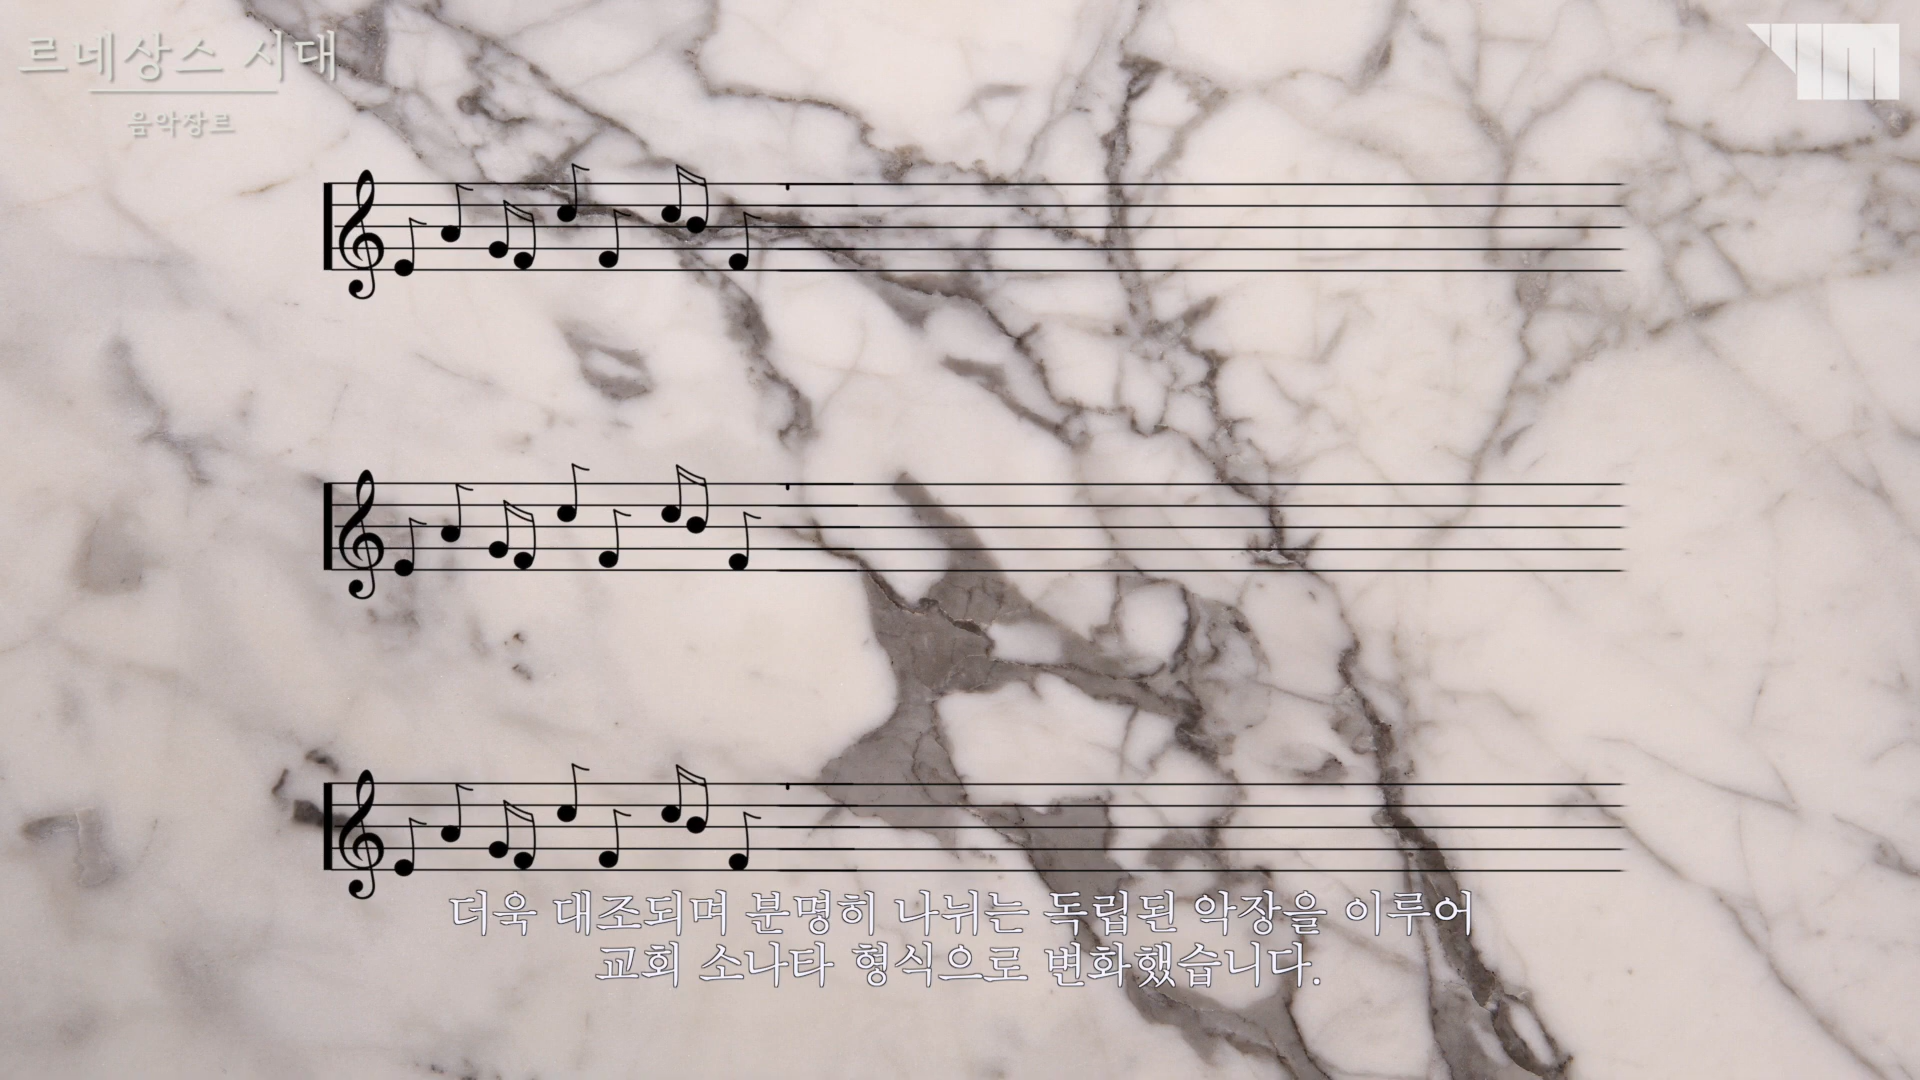 르네상스 시대
음악장르
더욱 대조되며 분명히 나뉘는 독립된 악장을 이루어
교회 소나타 형식으로 변화했습니다.